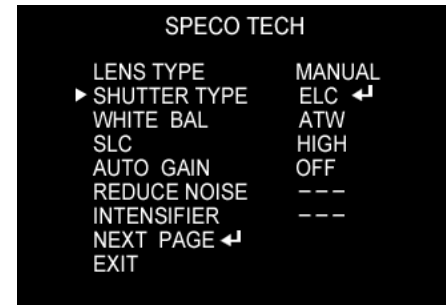 SPECO TECH
LENS TYPE MANUAL
▶ SHUTTER TYPE ELC ↵
WHITE BAL ATW
SLC HIGH
AUTO GAIN OFF
REDUCE NOISE ---
INTENSIFIER ---
NEXT PAGE ↵
EXIT